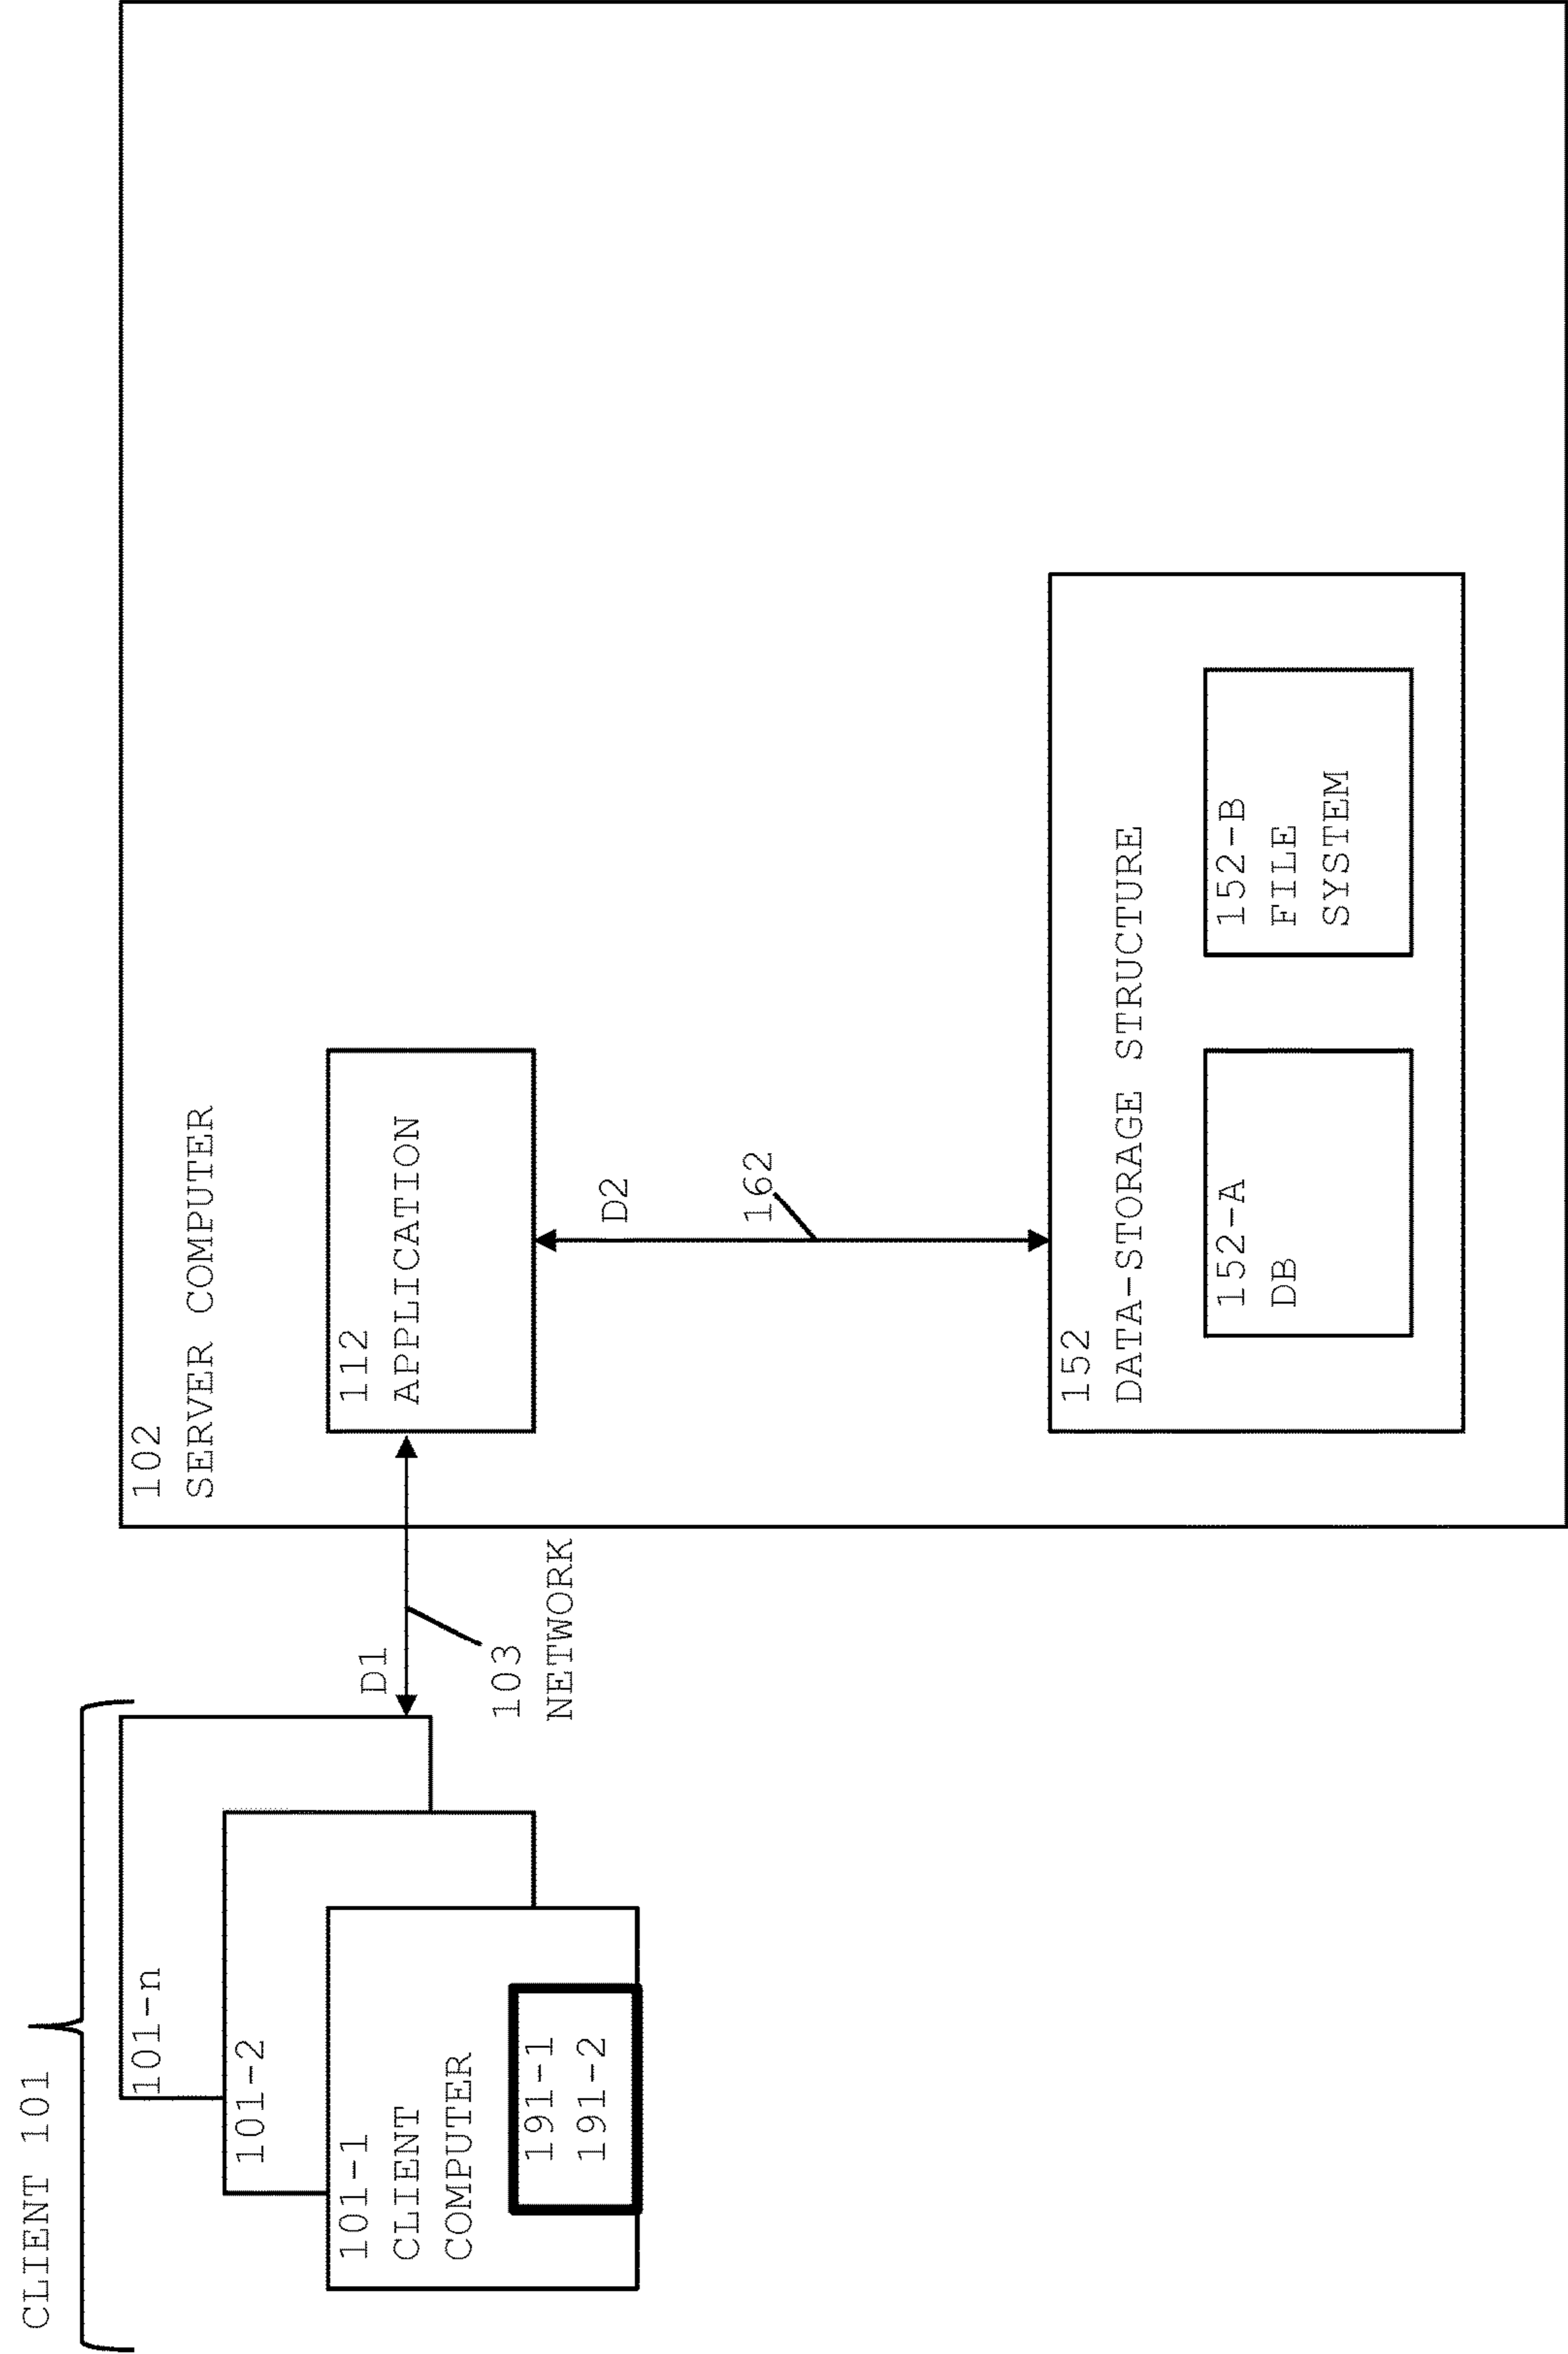 CLIENT 101
101-n
101-2
101-1
CLIENT
COMPUTER
191-1
191-2
D1
103
NETWORK
102
SERVER COMPUTER
112
APPLICATION
D2
162
152
DATA-STORAGE STRUCTURE
152-A
DB
152-B
FILE
SYSTEM